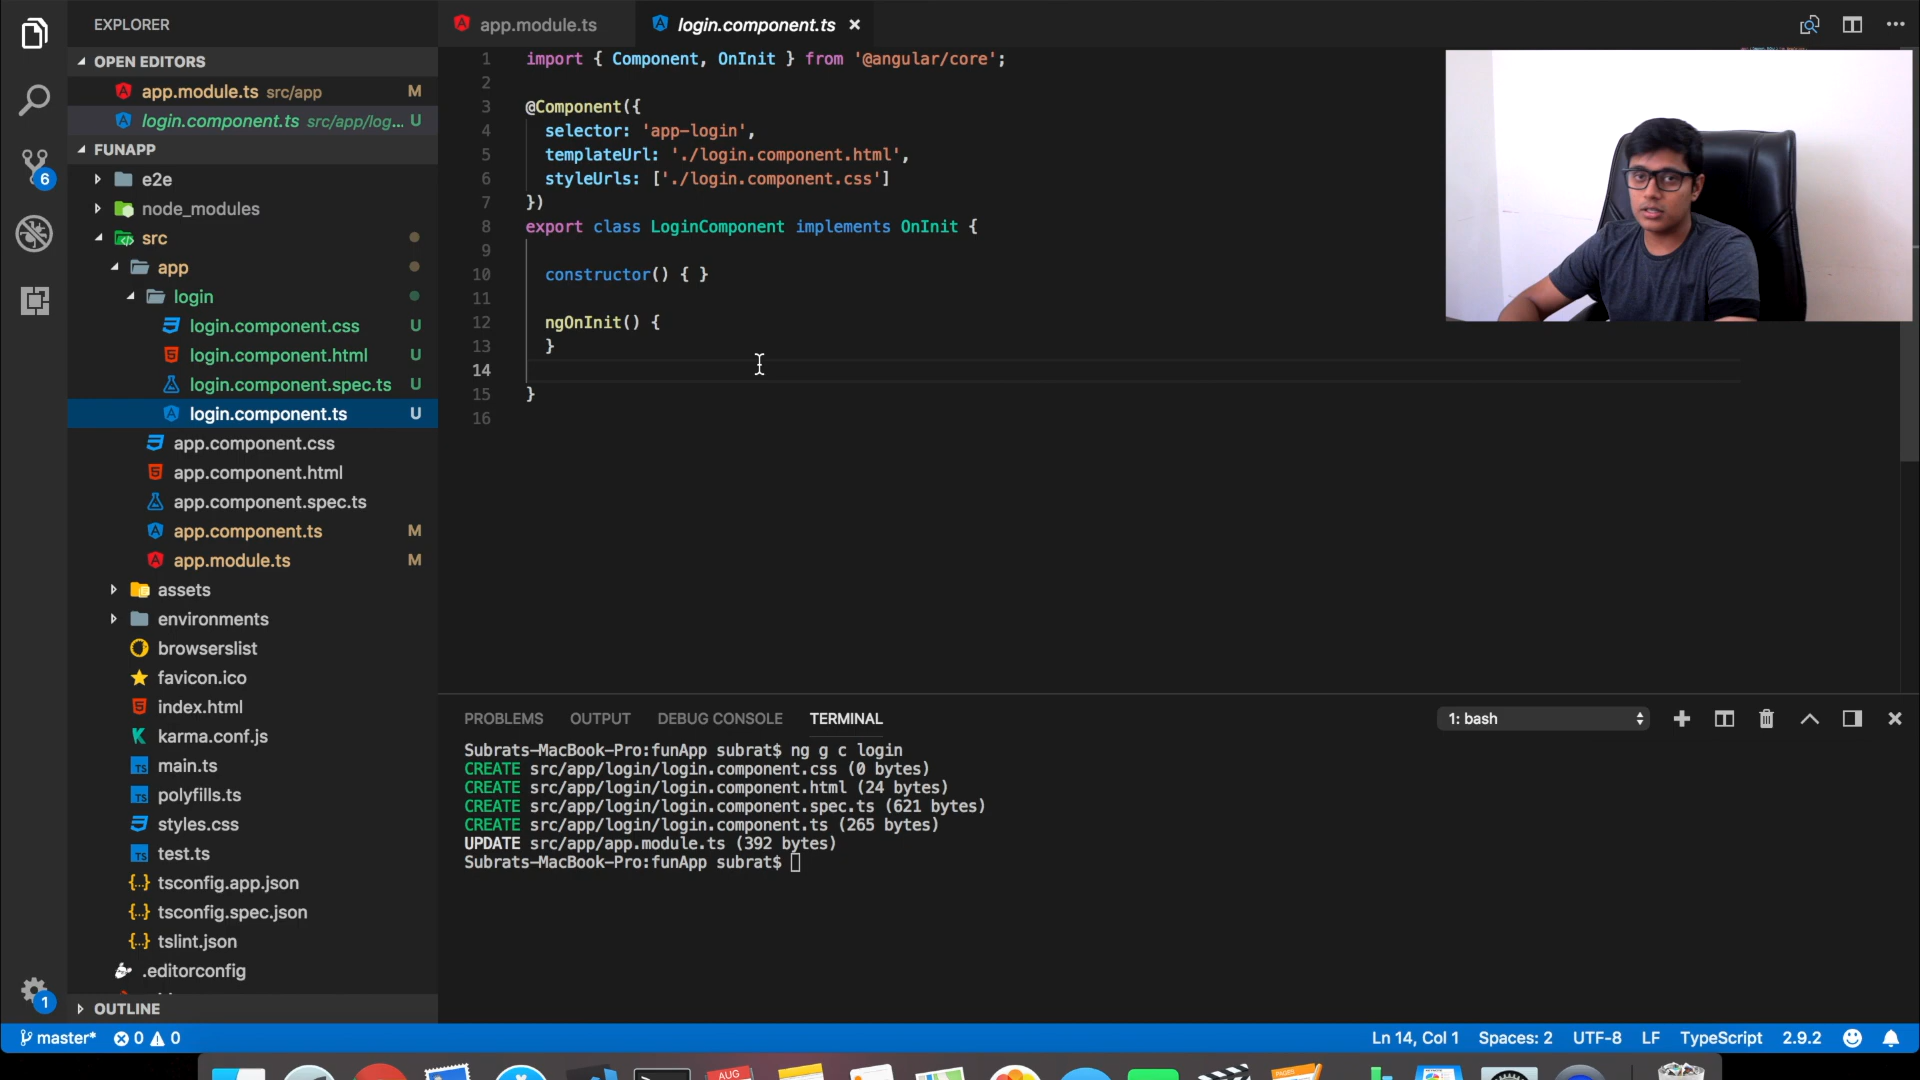 EXPLORER
OPEN EDITORS
app.module.ts src/app M
login.component.ts src/app/log... U
FUNAPP
e2e
node_modules
src
app
login
login.component.css U
login.component.html U
login.component.spec.ts U
login.component.ts U
app.component.css
app.component.html
app.component.spec.ts
app.component.ts M
app.module.ts M
assets
environments
browserslist
favicon.ico
index.html
karma.conf.js
main.ts
polyfills.ts
styles.css
test.ts
tsconfig.app.json
tsconfig.spec.json
tslint.json
.editorconfig
OUTLINE
6
1
app.module.ts
login.component.ts
1 import { Component, OnInit } from '@angular/core';
2
3 @Component({
4 selector: 'app-login',
5 templateUrl: './login.component.html',
6 styleUrls: ['./login.component.css']
7 })
8 export class LoginComponent implements OnInit {
9
10 constructor() { }
11
12 ngOnInit() {
13 }
14
15 }
16
PROBLEMS OUTPUT DEBUG CONSOLE TERMINAL
1: bash
Subrats-MacBook-Pro:funApp subrat$ ng g c login
CREATE src/app/login/login.component.css (0 bytes)
CREATE src/app/login/login.component.html (24 bytes)
CREATE src/app/login/login.component.spec.ts (621 bytes)
CREATE src/app/login/login.component.ts (265 bytes)
UPDATE src/app/app.module.ts (392 bytes)
Subrats-MacBook-Pro:funApp subrat$
master* 0 0
Ln 14, Col 1 Spaces: 2 UTF-8 LF TypeScript 2.9.2
AUG
PAGES